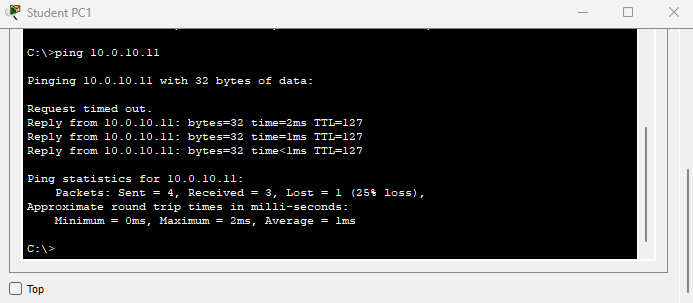 Student PC1
C:\>ping 10.0.10.11
Pinging 10.0.10.11 with 32 bytes of data:
Request timed out.
Reply from 10.0.10.11: bytes=32 time=2ms TTL=127
Reply from 10.0.10.11: bytes=32 time=1ms TTL=127
Reply from 10.0.10.11: bytes=32 time<1ms TTL=127
Ping statistics for 10.0.10.11:
Packets: Sent = 4, Received = 3, Lost = 1 (25% loss),
Approximate round trip times in milli-seconds:
Minimum = 0ms, Maximum = 2ms, Average = 1ms
C:\>
Top